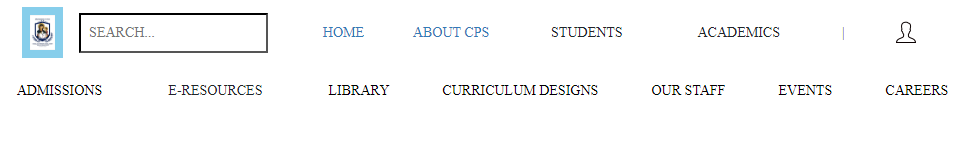 SEARCH... HOME ABOUT CPS STUDENTS ACADEMICS |
ADMISSIONS E-RESOURCES LIBRARY CURRICULUM DESIGNS OUR STAFF EVENTS CAREERS